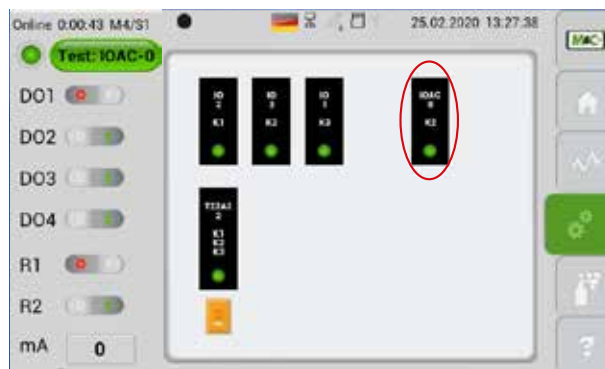 Online 0:00:43 M4/S1
25.02.2020 13:27:38
M&C
Test: IOAC-0
DO1
DO2
DO3
DO4
R1
R2
mA 0
IO
2
K1
IO
3
K2
IO
1
K3
IOAC
0
K2
2
K1
K2
K3
?